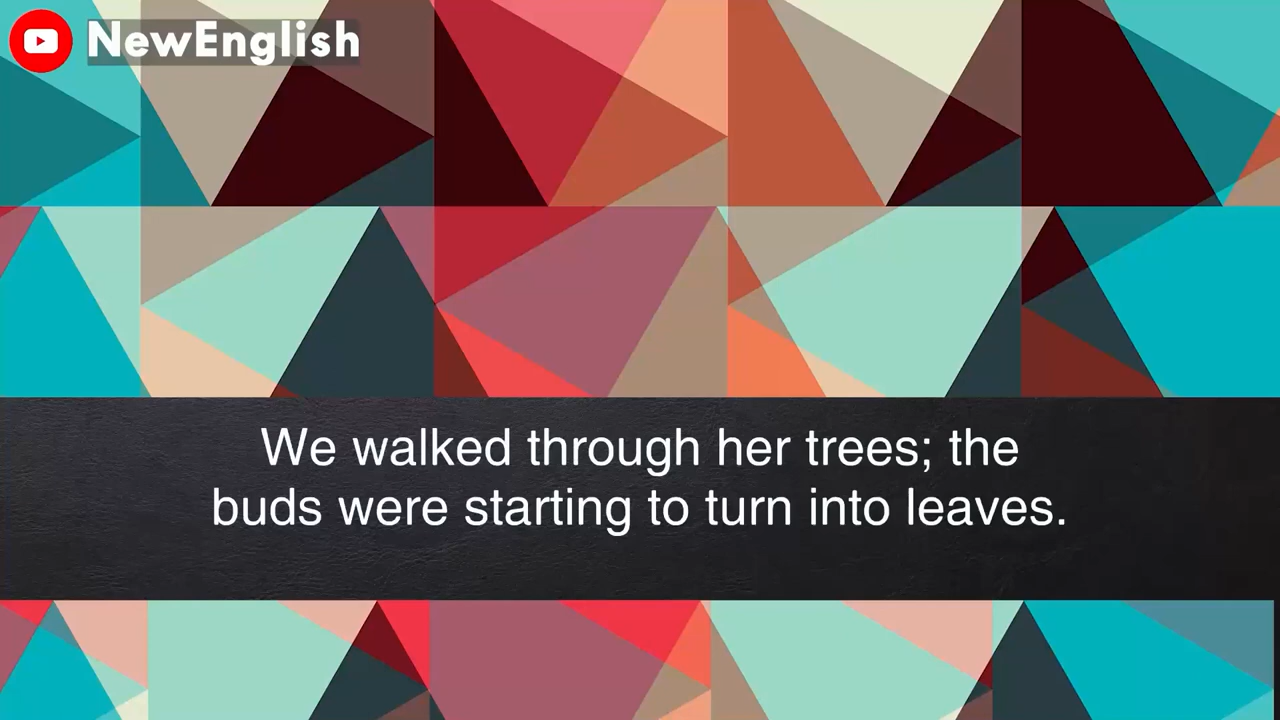 NewEnglish
We walked through her trees; the
buds were starting to turn into leaves.